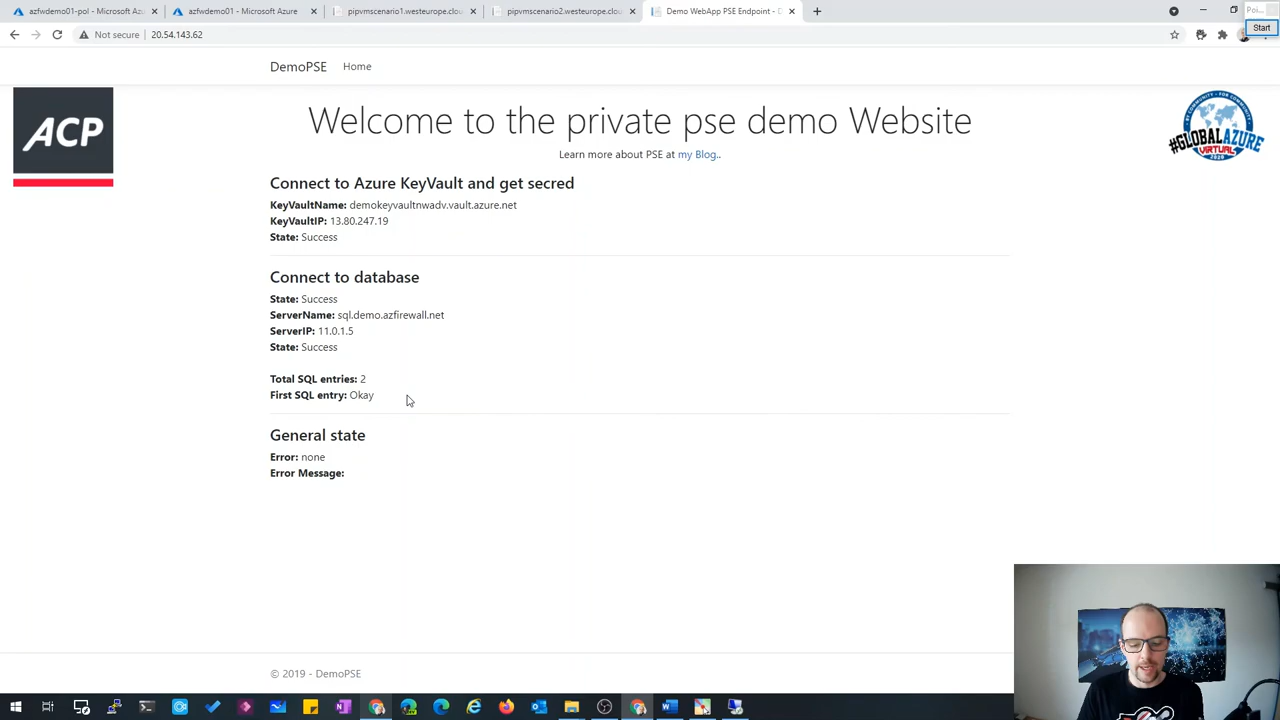 azfwdemo01-pol - Microsoft Az
azfwdemo01 - Microsoft Azure
pipvmscenario1.westeurope.clou
pipvmscenario2.westeurope.clou
Demo WebApp PSE Endpoint - D
Poi...
Not secure
20.54.143.62
Start
DemoPSE
Home
ACP
Welcome to the private pse demo Website
Learn more about PSE at my Blog..
#GLOBALAZURE
VIRTUAL
2020
Connect to Azure KeyVault and get secred
KeyVaultName: demokeyvaultnwadv.vault.azure.net
KeyVaultIP: 13.80.247.19
State: Success
Connect to database
State: Success
ServerName: sql.demo.azfirewall.net
ServerIP: 11.0.1.5
State: Success
Total SQL entries: 2
First SQL entry: Okay
General state
Error: none
Error Message:
© 2019 - DemoPSE